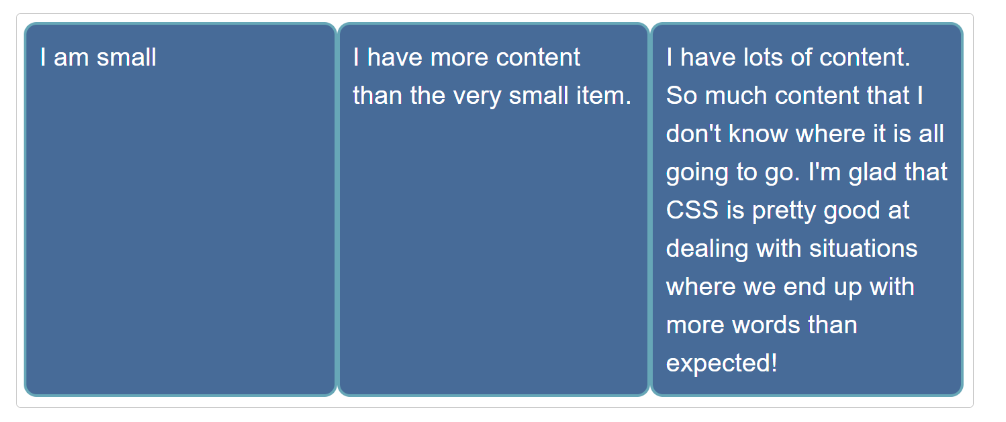 I am small
I have more content
than the very small item.
I have lots of content.
So much content that I
don't know where it is all
going to go. I'm glad that
CSS is pretty good at
dealing with situations
where we end up with
more words than
expected!